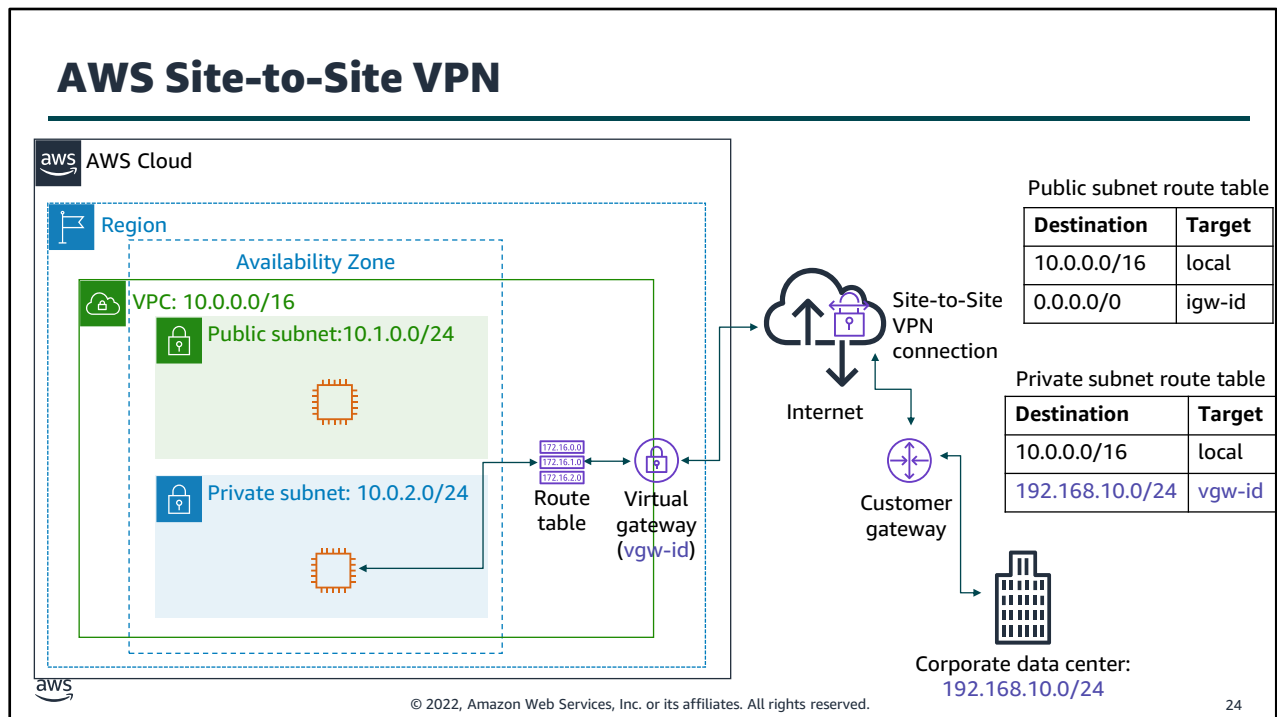 AWS Site-to-Site VPN
aws
AWS Cloud
Region
Availability Zone
VPC: 10.0.0.0/16
Public subnet:10.1.0.0/24
Private subnet: 10.0.2.0/24
172.16.0.0
172.16.1.0
172.16.2.0
Route
table
Virtual
gateway
(vgw-id)
Internet
Site-to-Site
VPN
connection
Customer
gateway
Corporate data center:
192.168.10.0/24
Public subnet route table
Destination Target
10.0.0.0/16 local
0.0.0.0/0 igw-id
Private subnet route table
Destination Target
10.0.0.0/16 local
192.168.10.0/24 vgw-id
aws
© 2022, Amazon Web Services, Inc. or its affiliates. All rights reserved.
24